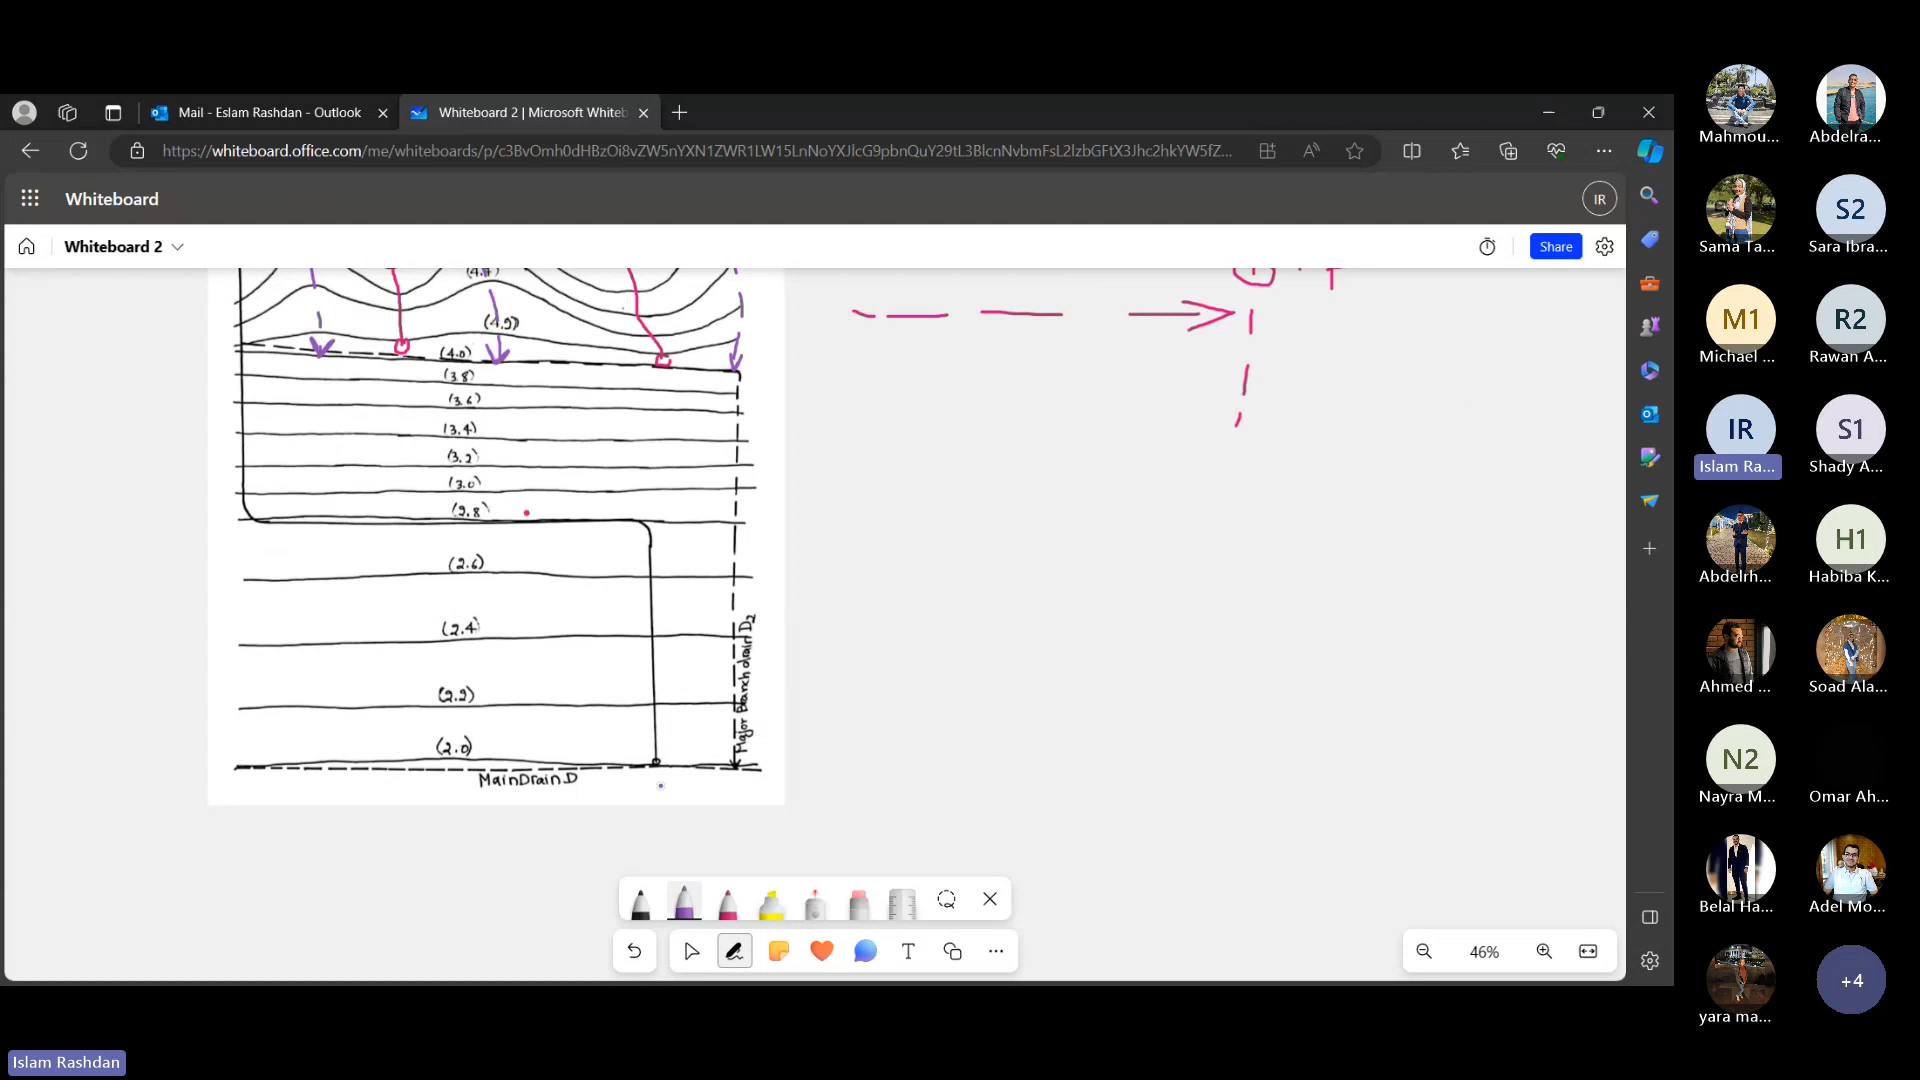 Mail - Eslam Rashdan - Outlook
Whiteboard 2 | Microsoft Whiteb
https://whiteboard.office.com/me/whiteboards/p/c3BvOmh0dHBzOi8vZW5nYXN1ZWR1LW15LnNoYXJlcG9pbnQuY29tL3BlcnNvbmFsL2lzbGFtX3Jhc2hkYW5fZ...
Whiteboard
IR
Whiteboard 2
Share
(4.9)
(4.0)
(3.8)
(3.6)
(3.4)
(3.2)
(3.0)
(2.8)
(2.6)
(2.4)
(2.2)
(2.0)
Main Drain D
Major Branch drain D2
46%
Mahmou...
Abdelra...
Sama Ta...
S2
Sara Ibra...
M1
Michael ...
R2
Rawan A...
IR
Islam Ra...
S1
Shady A...
Abdelrh...
H1
Habiba K...
Ahmed ...
Soad Ala...
N2
Nayra M...
Omar Ah...
Belal Ha...
Adel Mo...
yara ma...
+4
Islam Rashdan